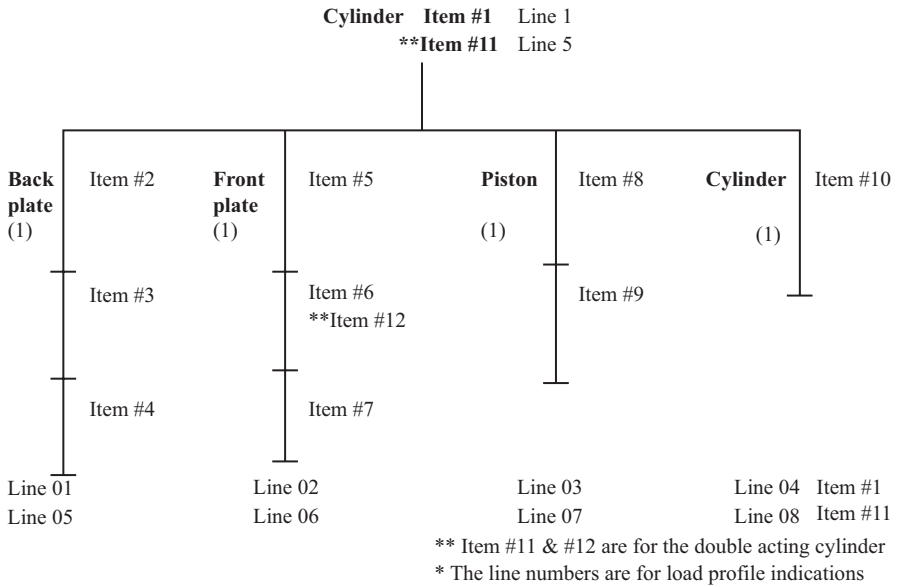 Cylinder Item #1 Line 1
**Item #11 Line 5
Back plate (1)
Item #2
Front plate (1)
Item #5
Piston (1)
Item #8
Cylinder (1)
Item #10
Item #3
Item #6
**Item #12
Item #9
Item #4
Item #7
Line 01
Line 05
Line 02
Line 06
Line 03
Line 07
Line 04 Item #1
Line 08 Item #11
** Item #11 & #12 are for the double acting cylinder
* The line numbers are for load profile indications